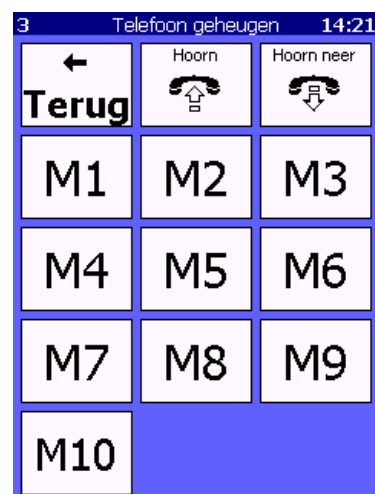 3 Telefoon geheugen 14:21
Terug
Hoorn
Hoorn neer
M1 M2 M3
M4 M5 M6
M7 M8 M9
M10